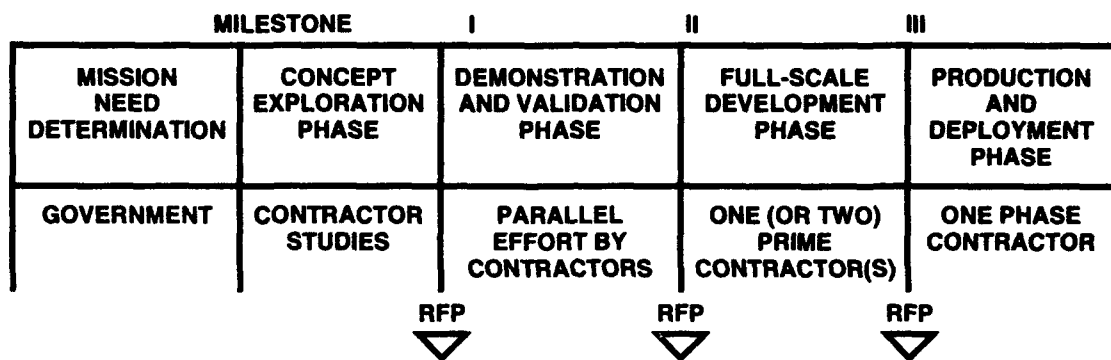 MILESTONE I II III
MISSION NEED DETERMINATION
CONCEPT EXPLORATION PHASE
DEMONSTRATION AND VALIDATION PHASE
FULL-SCALE DEVELOPMENT PHASE
PRODUCTION AND DEPLOYMENT PHASE
GOVERNMENT
CONTRACTOR STUDIES
PARALLEL EFFORT BY CONTRACTORS
ONE (OR TWO) PRIME CONTRACTOR(S)
ONE PHASE CONTRACTOR
RFP RFP RFP